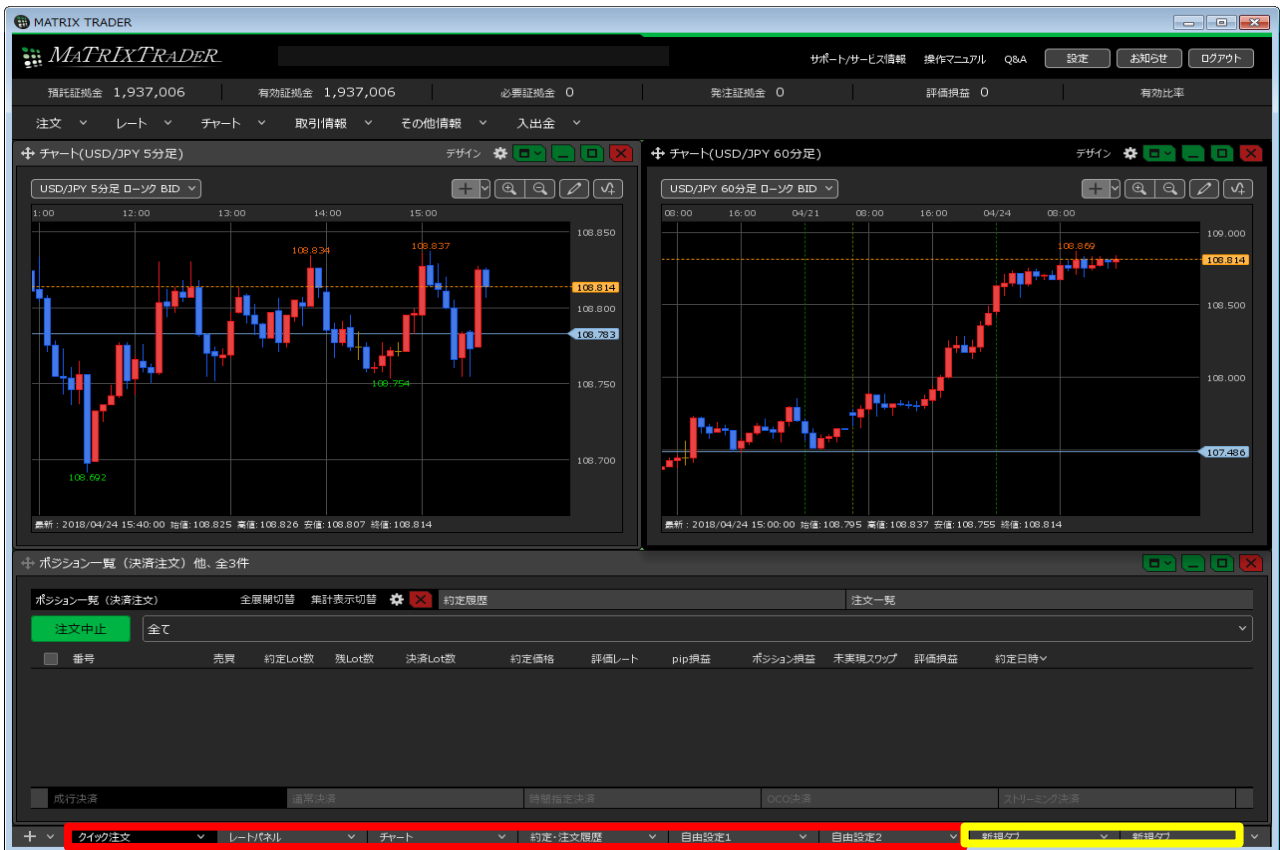 MATRIX TRADER
MATRIXTRADER
サポート/サービス情報 操作マニュアル Q&A 設定 お知らせ ログアウト
預託証拠金 1,937,006 有効証拠金 1,937,006 必要証拠金 0 発注証拠金 0 評価損益 0 有効比率
注文 レート チャート 取引情報 その他情報 入出金
チャート(USD/JPY 5分足) デザイン
USD/JPY 5分足 ローソク BID
1:00 12:00 13:00 14:00 15:00
108.850
108.834 108.837
108.814
108.800
108.783
108.754 108.750
108.700
108.692
最新 : 2018/04/24 15:40:00 始値:108.825 高値:108.826 安値:108.807 終値:108.814
チャート(USD/JPY 60分足) デザイン
USD/JPY 60分足 ローソク BID
08:00 16:00 04/21 08:00 16:00 04/24 08:00
109.000
108.869
108.814
108.500
108.000
107.486
最新 : 2018/04/24 15:00:00 始値:108.795 高値:108.837 安値:108.755 終値:108.814
ポジション一覧（決済注文）他、全3件
ポジション一覧（決済注文） 全展開切替 集計表示切替 約定履歴 注文一覧
注文中止 全て
番号 売買 約定Lot数 残Lot数 決済Lot数 約定価格 評価レート pip損益 ポジション損益 未実現スワップ 評価損益 約定日時
成行決済 通常決済 時間指定決済 OCO決済 ストリーミング決済
クイック注文 レートパネル チャート 約定・注文履歴 自由設定1 自由設定2 新規タブ 新規タブ